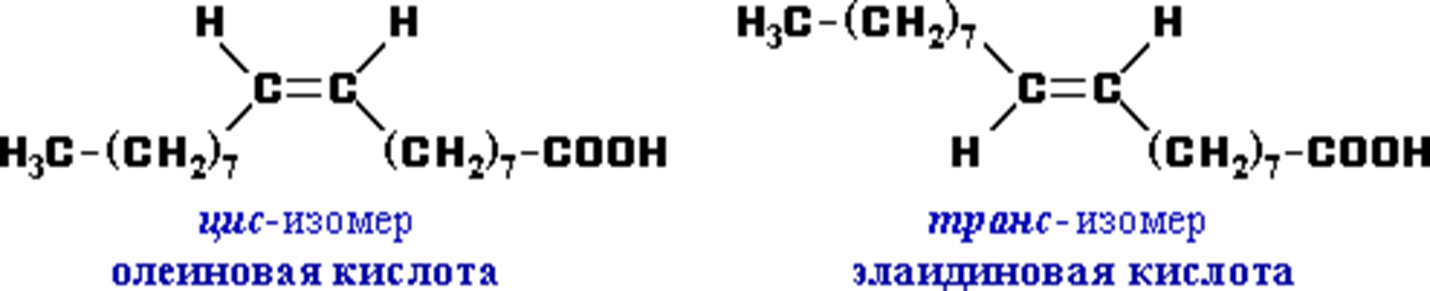 H H
C=C
H₃C-(CH₂)₇ (CH₂)₇-COOH
цис-изомер
олеиновая кислота
H₃C-(CH₂)₇ H
C=C
H (CH₂)₇-COOH
транс-изомер
элаидиновая кислота